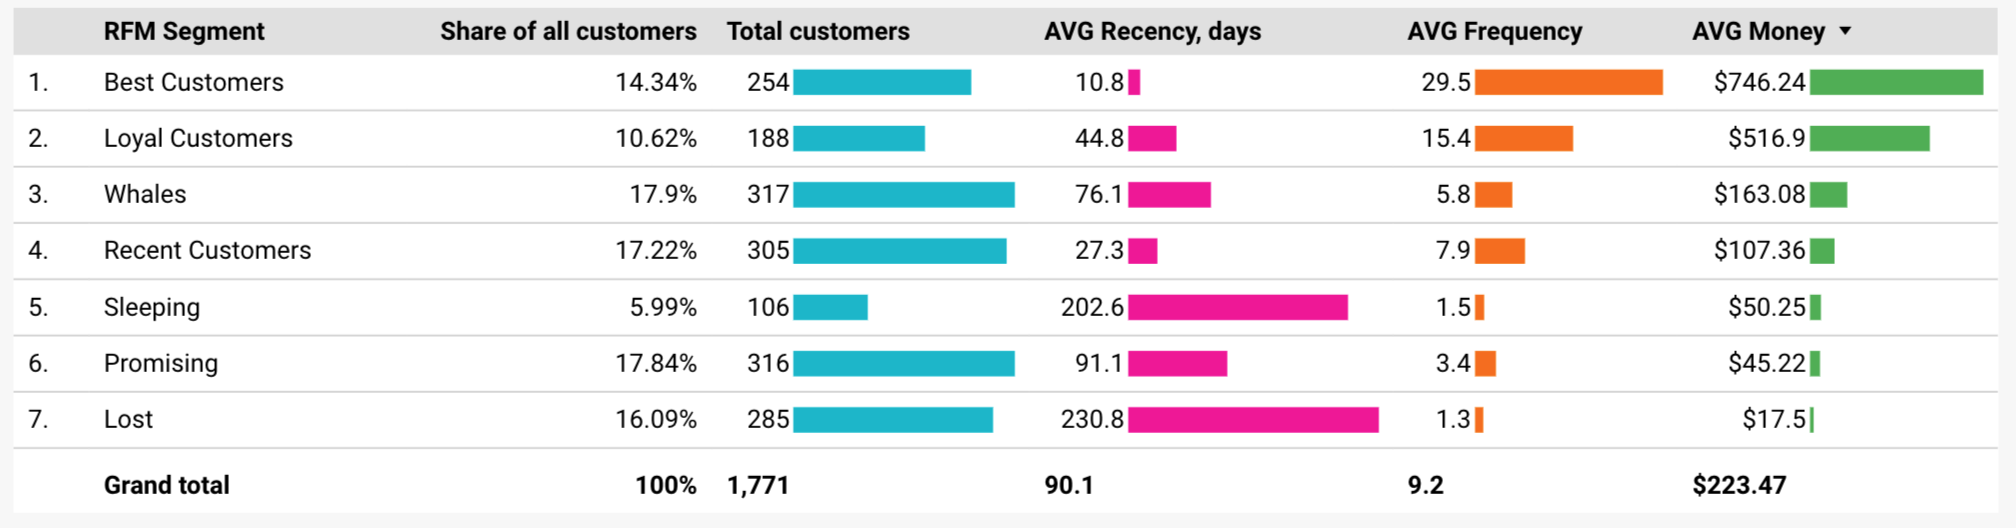 RFM Segment Share of all customers Total customers AVG Recency, days AVG Frequency AVG Money
1. Best Customers 14.34% 254 10.8 29.5 $746.24
2. Loyal Customers 10.62% 188 44.8 15.4 $516.9
3. Whales 17.9% 317 76.1 5.8 $163.08
4. Recent Customers 17.22% 305 27.3 7.9 $107.36
5. Sleeping 5.99% 106 202.6 1.5 $50.25
6. Promising 17.84% 316 91.1 3.4 $45.22
7. Lost 16.09% 285 230.8 1.3 $17.5
Grand total 100% 1,771 90.1 9.2 $223.47